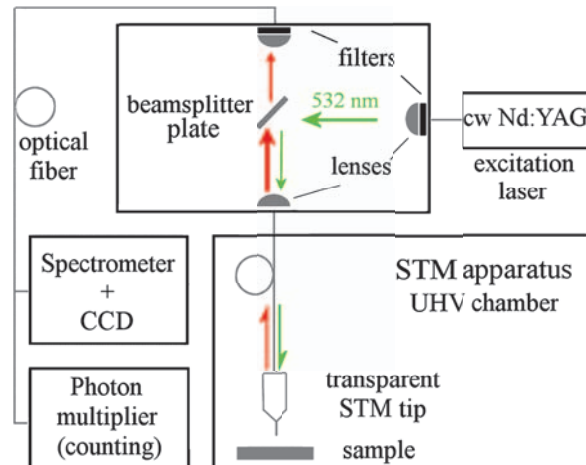 filters
beamsplitter
plate
532 nm
cw Nd:YAG
optical
fiber
lenses
excitation
laser
Spectrometer
+
CCD
STM apparatus
UHV chamber
Photon
multiplier
(counting)
transparent
STM tip
sample